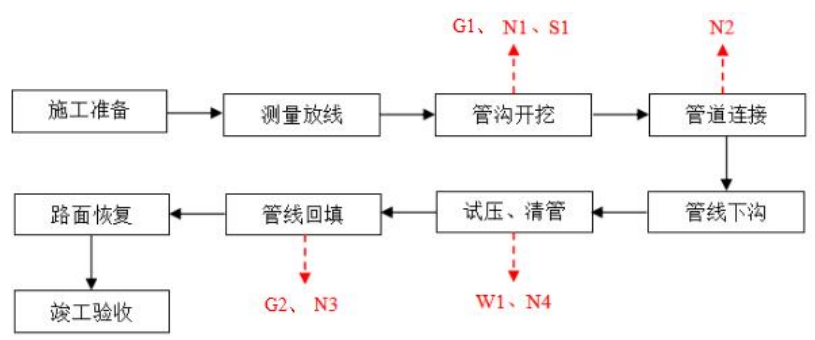 G1、 N1、S1
N2
施工准备
测量放线
管沟开挖
管道连接
路面恢复
管线回填
试压、清管
管线下沟
G2、 N3
W1、N4
竣工验收